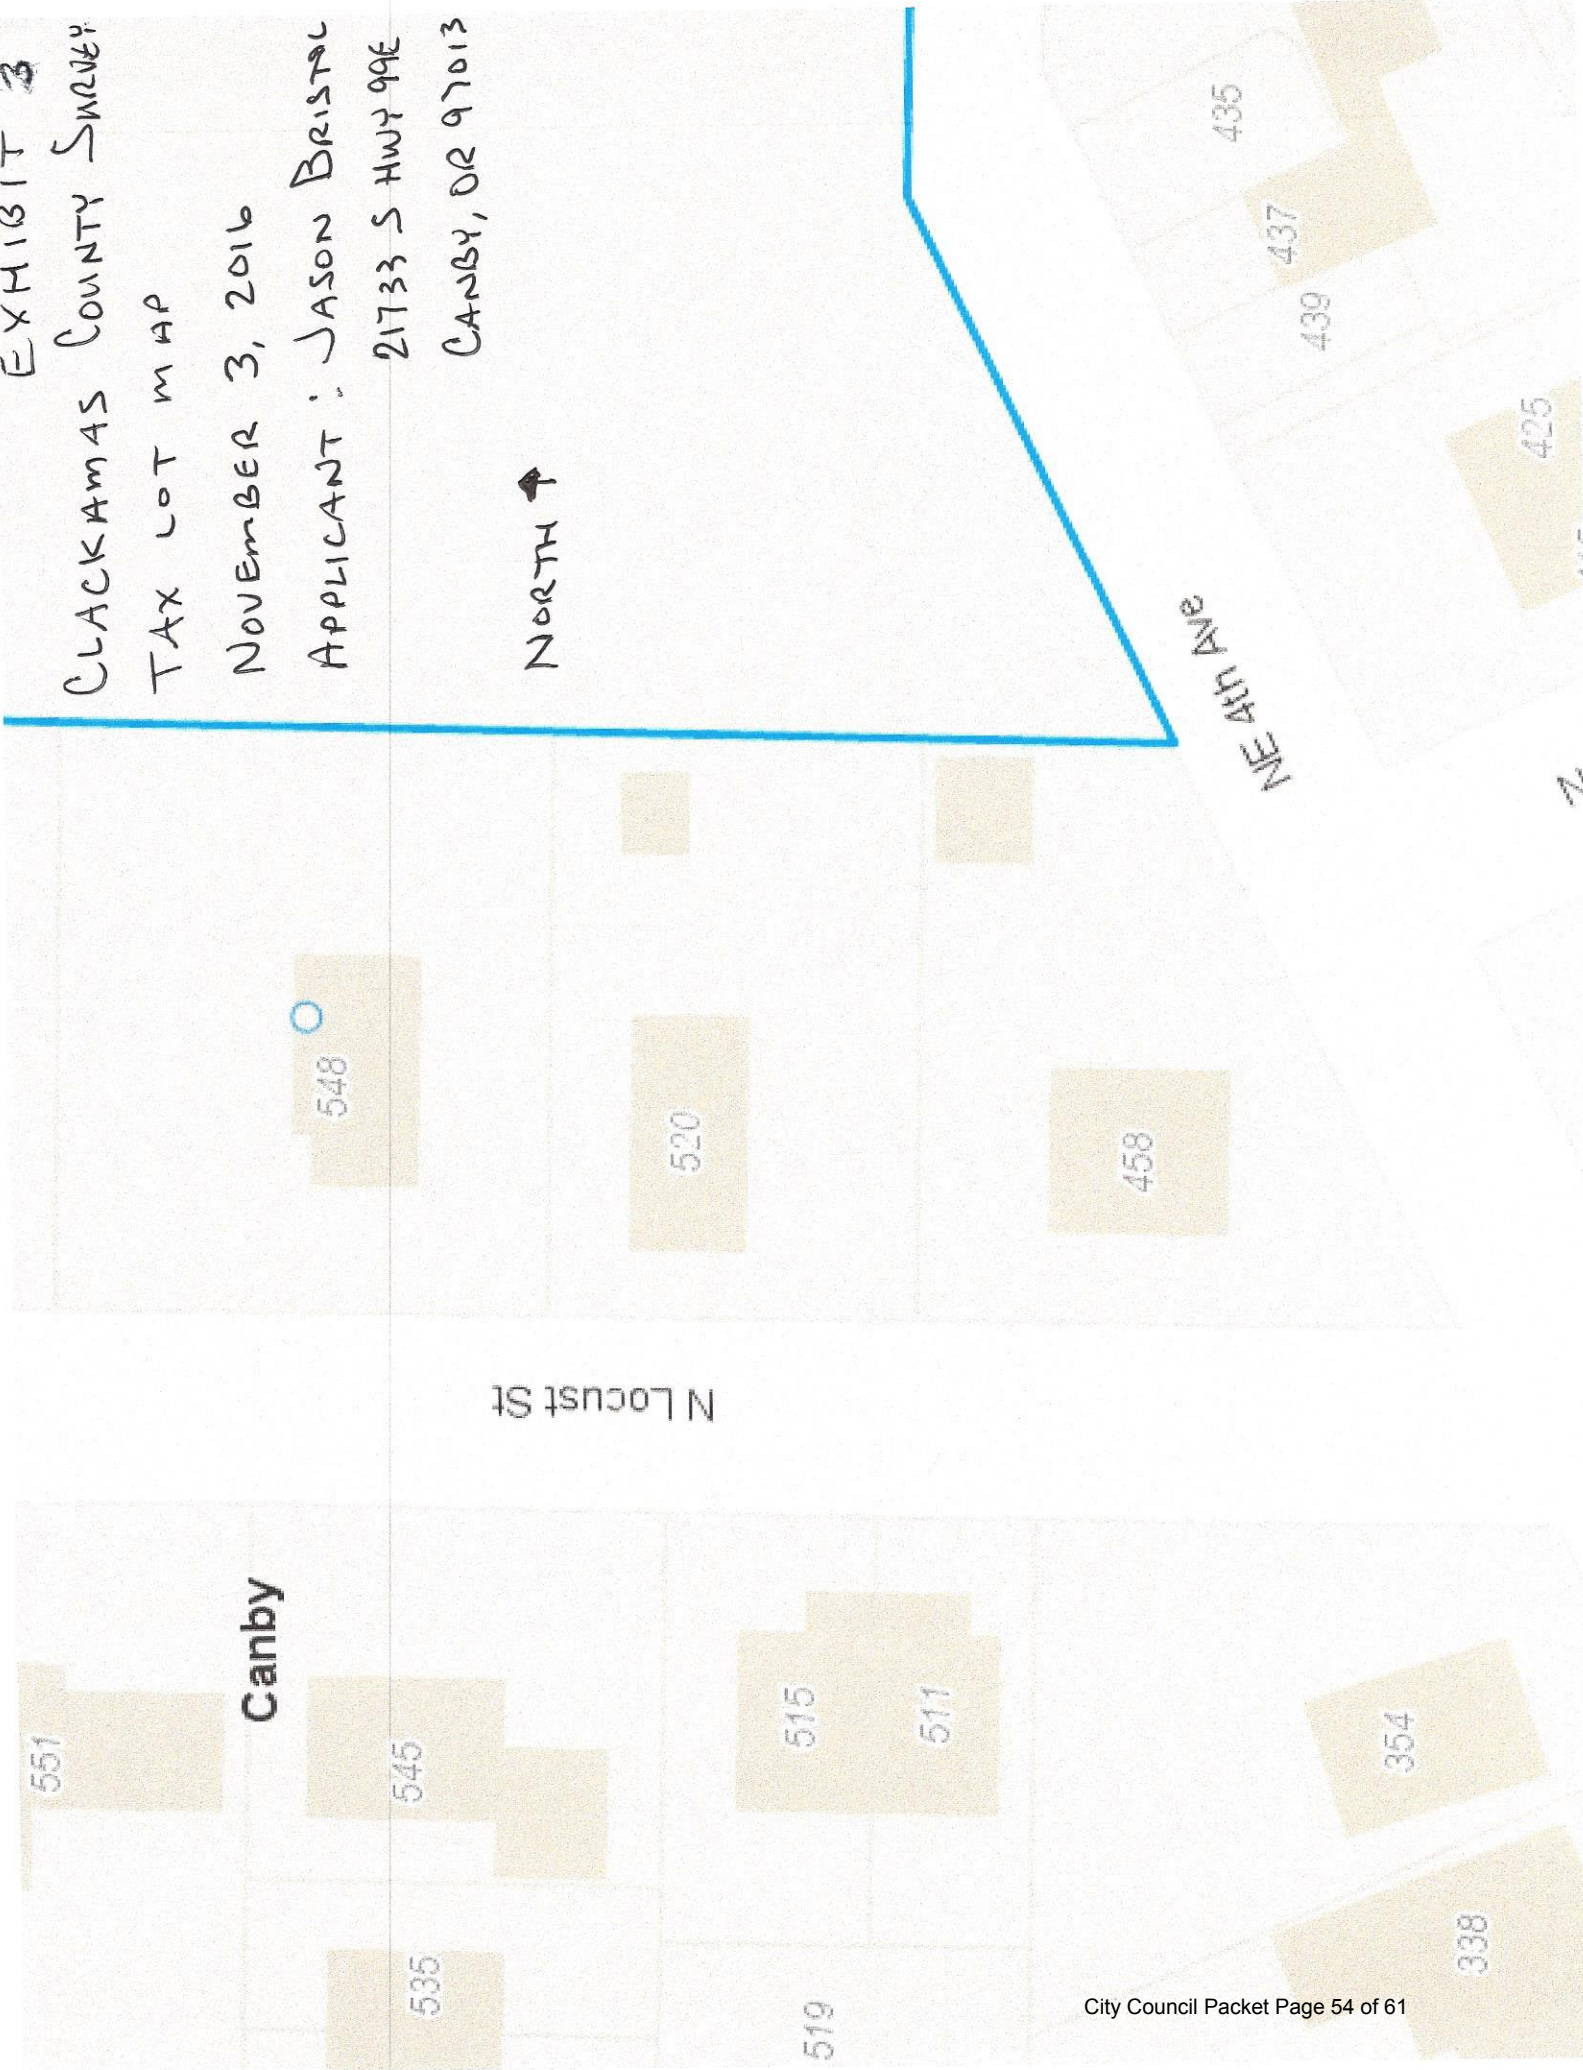 EXHIBIT 3
CLACKAMAS COUNTY SURVEY
TAX LOT MAP
NOVEMBER 3, 2016
APPLICANT: JASON BRISTOL
21733 S HWY 99E
CANBY, OR 97013
NORTH
435
437
439
425
NE 4th Ave
548
520
458
N Locust St
Canby
551
545
515
511
354
535
519
338
City Council Packet Page 54 of 61